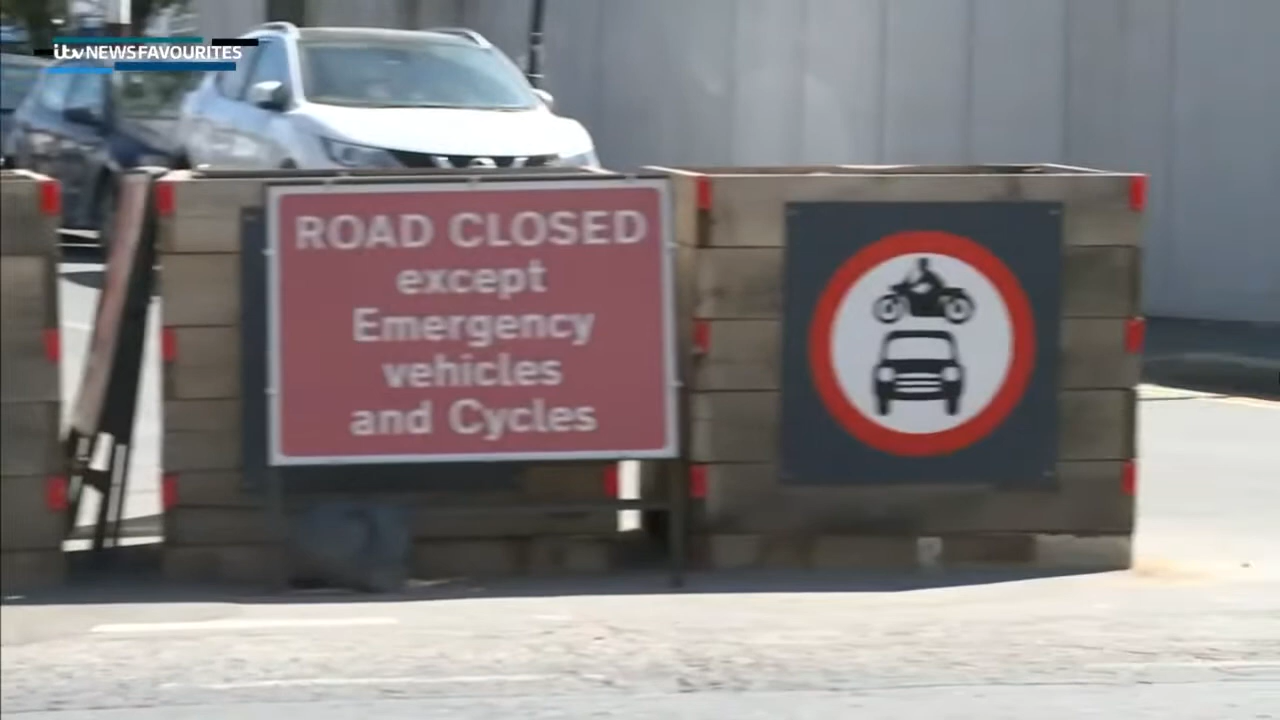 itv NEWS FAVOURITES
ROAD CLOSED
except
Emergency
vehicles
and Cycles